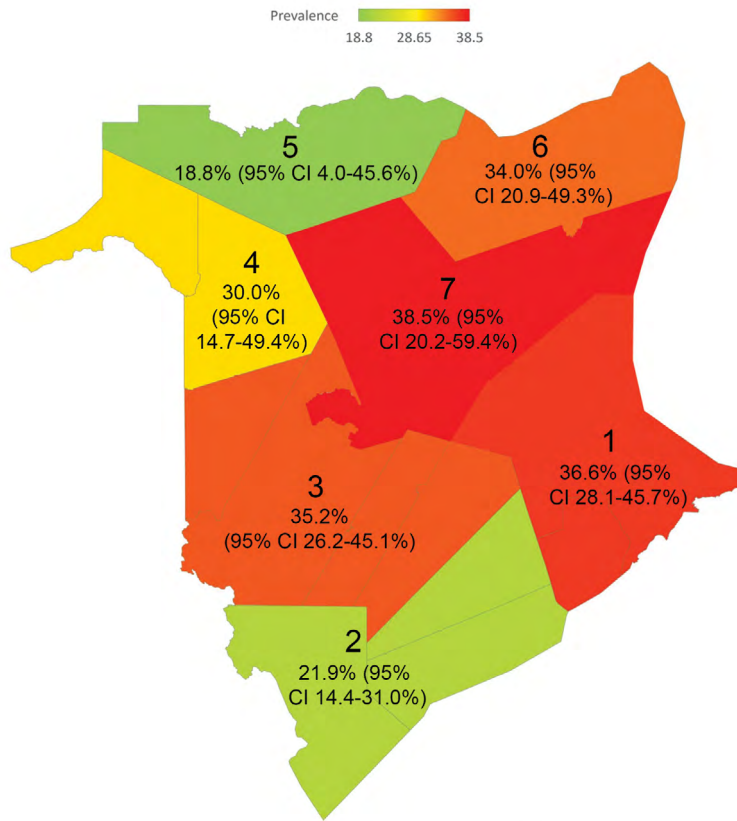 Prevalence
18.8 28.65 38.5
5
18.8% (95% CI 4.0-45.6%)
6
34.0% (95
CI 20.9-49.3%)
4
30.0%
(95% CI
14.7-49.4%)
7
38.5% (95
CI 20.2-59.4%)
1
36.6% (95
CI 28.1-45.7%)
3
35.2%
(95% CI 26.2-45.1%)
2
21.9% (95
CI 14.4-31.0%)